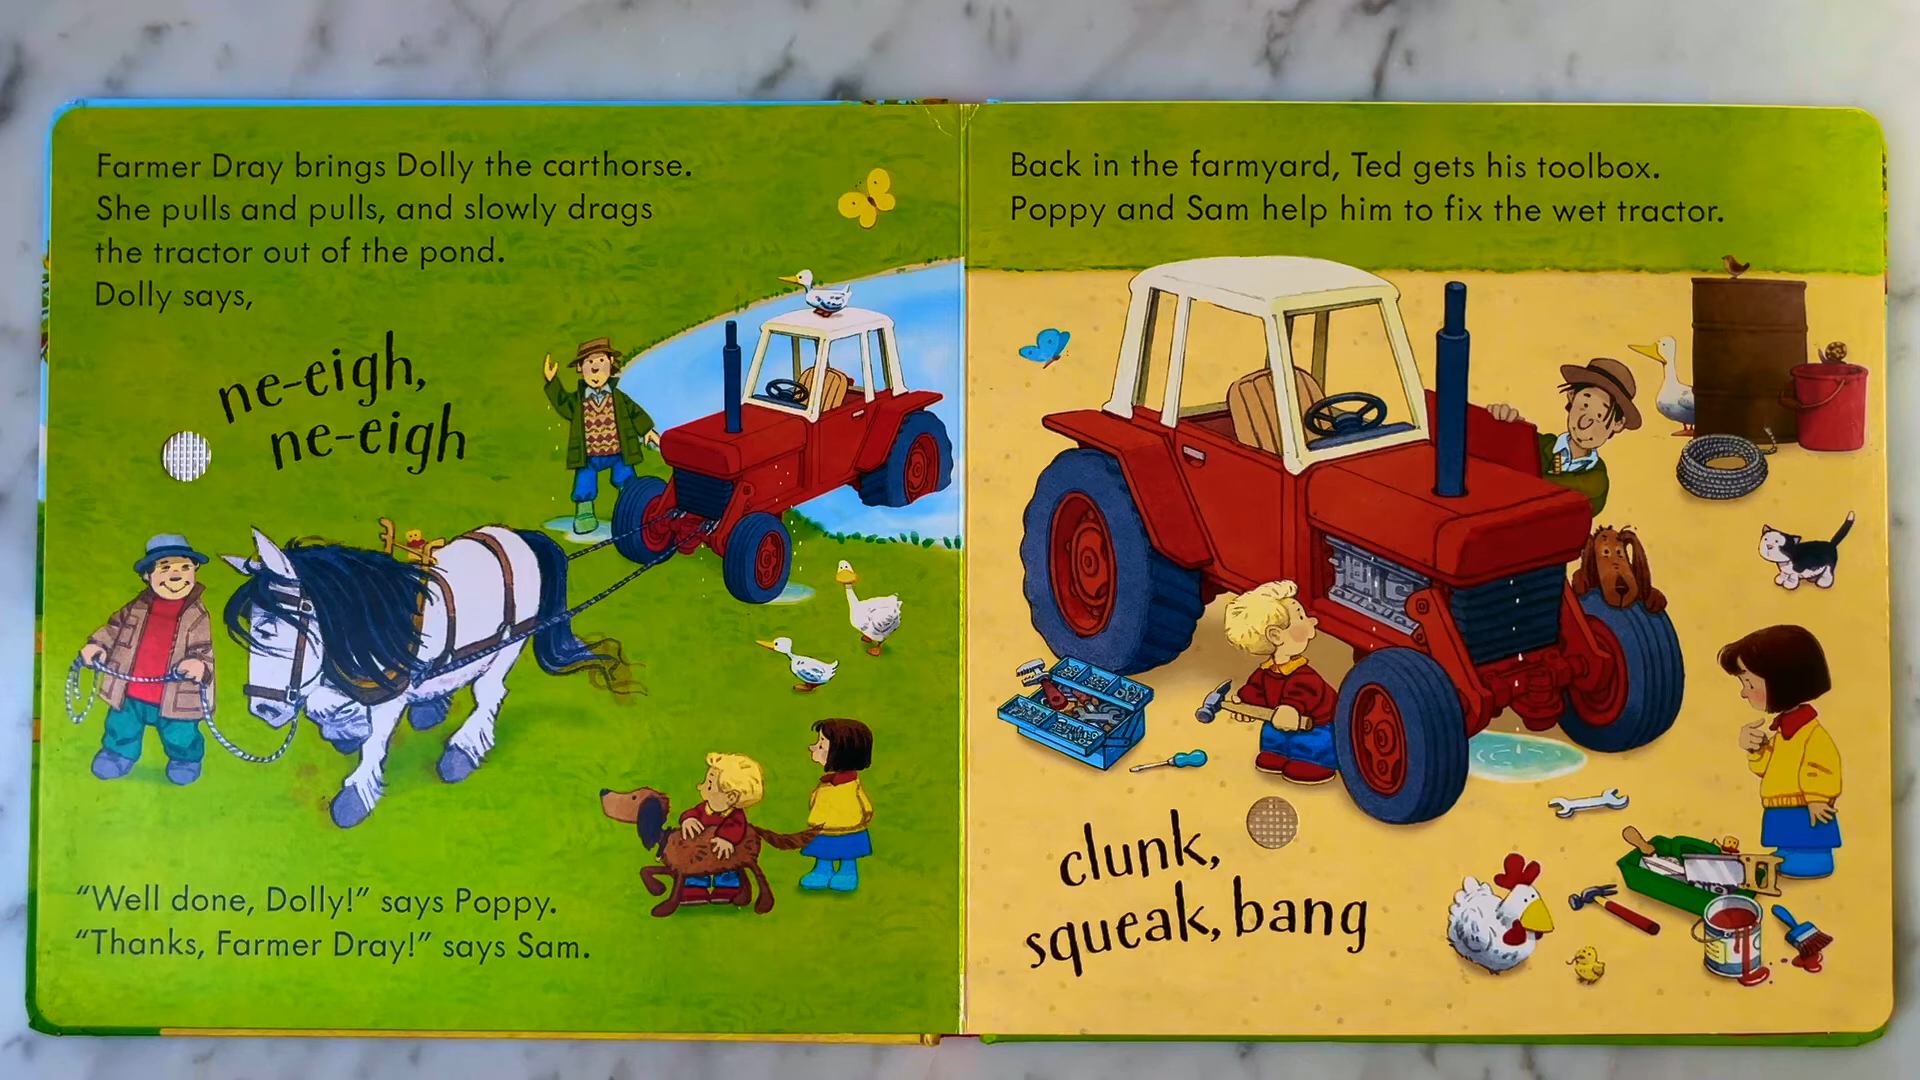 Farmer Dray brings Dolly the carthorse.
She pulls and pulls, and slowly drags
the tractor out of the pond.
Dolly says,
ne-eigh,
ne-eigh
“Well done, Dolly!” says Poppy.
“Thanks, Farmer Dray!” says Sam.
Back in the farmyard, Ted gets his toolbox.
Poppy and Sam help him to fix the wet tractor.
clunk,
squeak, bang